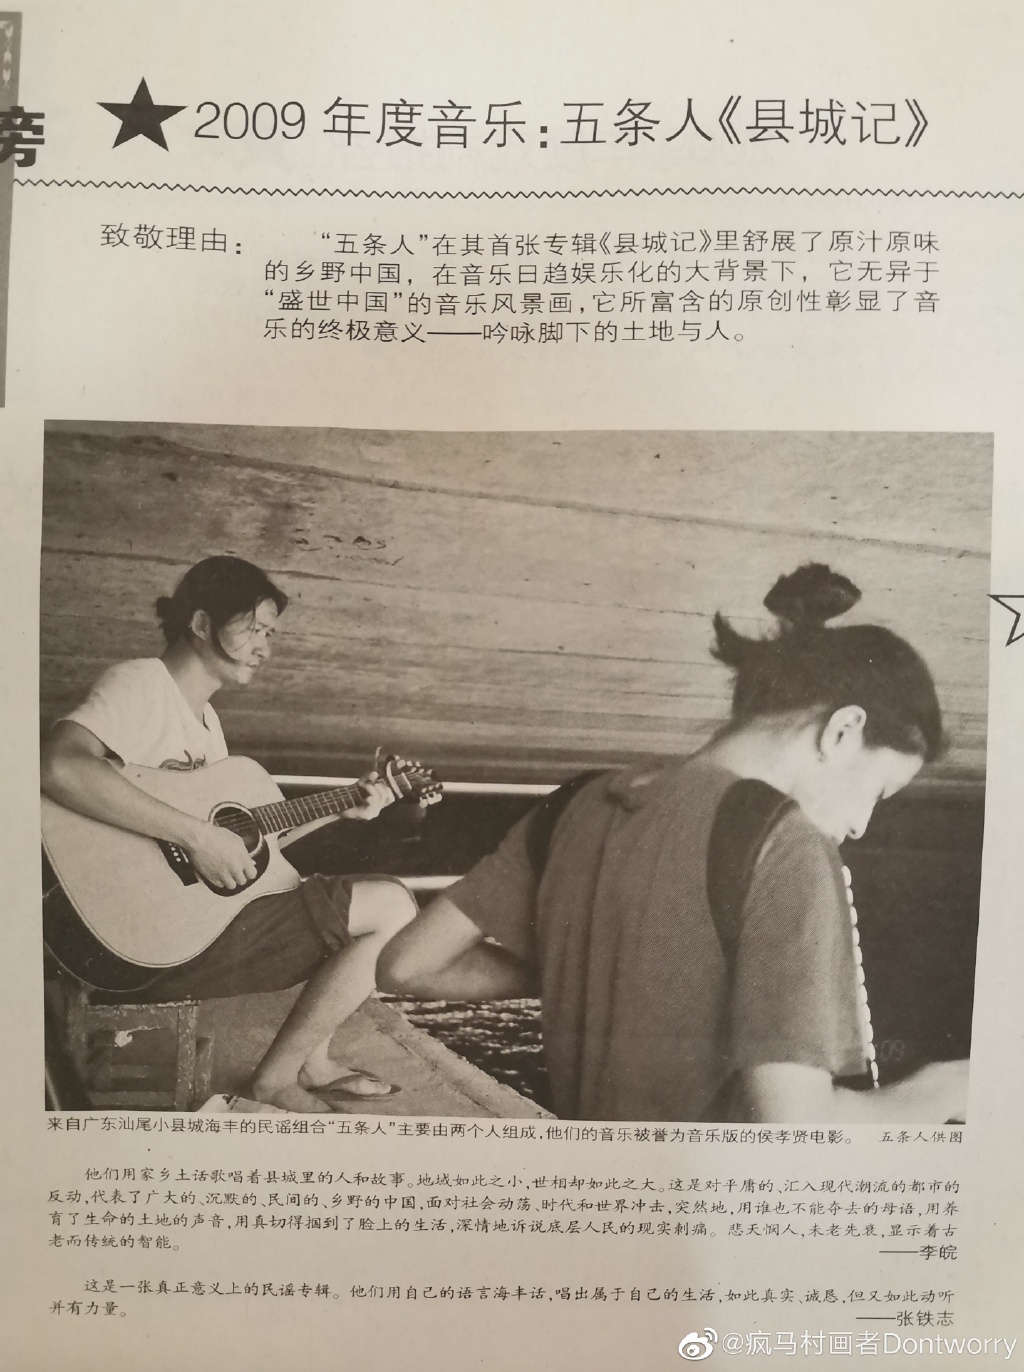 榜
2009 年度音乐：五条人《县城记》
致敬理由：
“五条人”在其首张专辑《县城记》里舒展了原汁原味
的乡野中国，在音乐日趋娱乐化的大背景下，它无异于
“盛世中国”的音乐风景画，它所富含的原创性彰显了音
乐的终极意义——吟咏脚下的土地与人。
来自广东汕尾小县城海丰的民谣组合“五条人”主要由两个人组成，他们的音乐被誉为音乐版的侯孝贤电影。 五条人供图
他们用家乡土话歌唱着县城里的人和故事。地域如此之小，世相却如此之大。这是对平庸的、汇入现代潮流的都市的
反动，代表了广大的、沉默的、民间的、乡野的中国，面对社会动荡、时代和世界冲击，突然地，用谁也不能夺去的母语，用养
育了生命的土地的声音，用真切得掴到了脸上的生活，深情地诉说底层人民的现实刺痛。悲天悯人，未老先衰，显示着古
老而传统的智能。
——李皖
这是一张真正意义上的民谣专辑。他们用自己的语言海丰话，唱出属于自己的生活，如此真实、诚恳，但又如此动听
并有力量。
——张铁志
@疯马村画者Dontworry